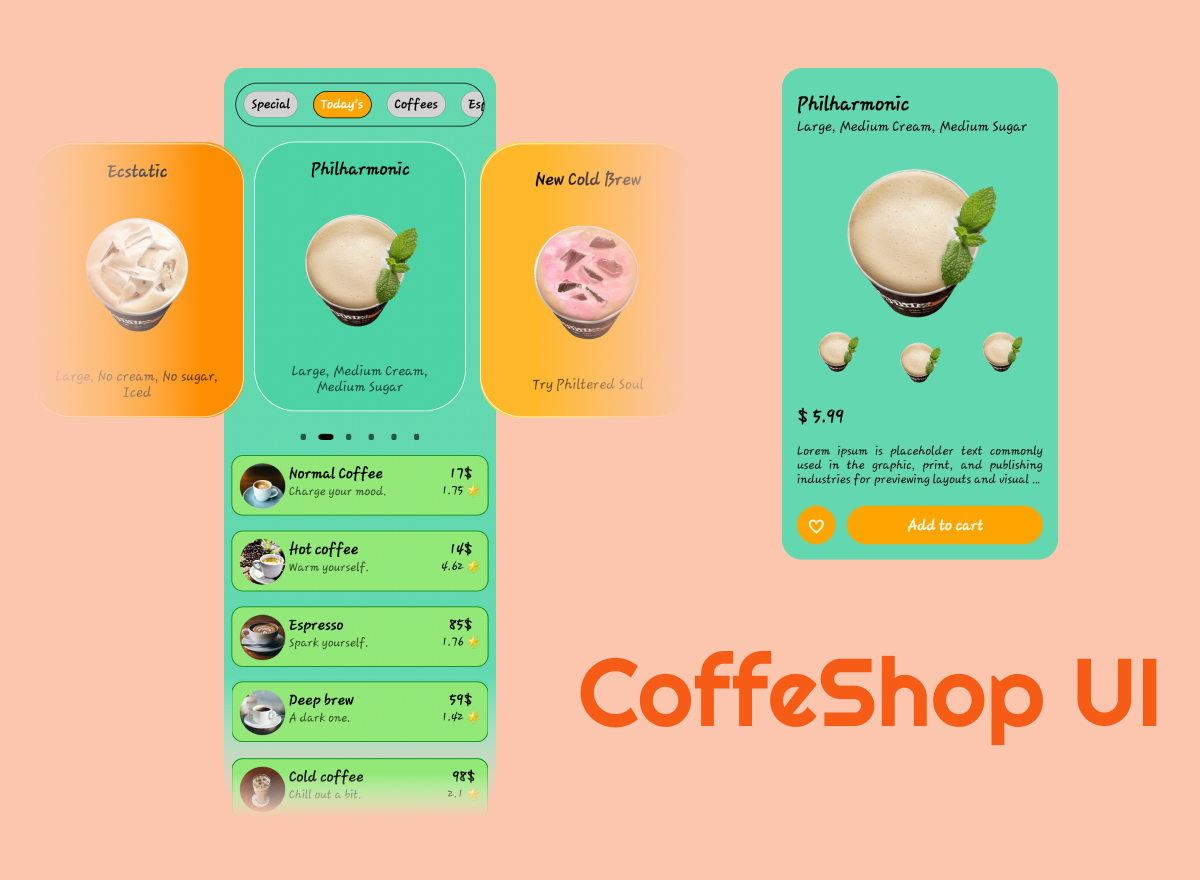 Special
Today's
Coffees
Esp
Ecstatic
Large, No cream, No sugar,
Iced
Philharmonic
Large, Medium Cream,
Medium Sugar
New Cold Brew
Try Philtered Soul
Normal Coffee
17$
Charge your mood.
1.75
Hot coffee
14$
Warm yourself.
4.62
Espresso
85$
Spark yourself.
1.76
Deep brew
59$
A dark one.
1.42
Cold coffee
98$
Chill out a bit.
2.1
Philharmonic
Large, Medium Cream, Medium Sugar
$ 5.99
Lorem ipsum is placeholder text commonly
used in the graphic, print, and publishing
industries for previewing layouts and visual ...
Add to cart
CoffeShop UI